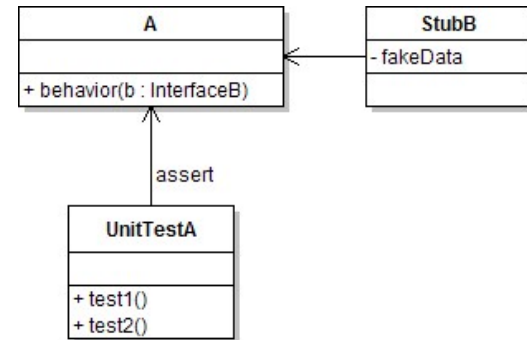 A
+ behavior(b : InterfaceB)
StubB
- fakeData
assert
UnitTestA
+ test1()
+ test2()